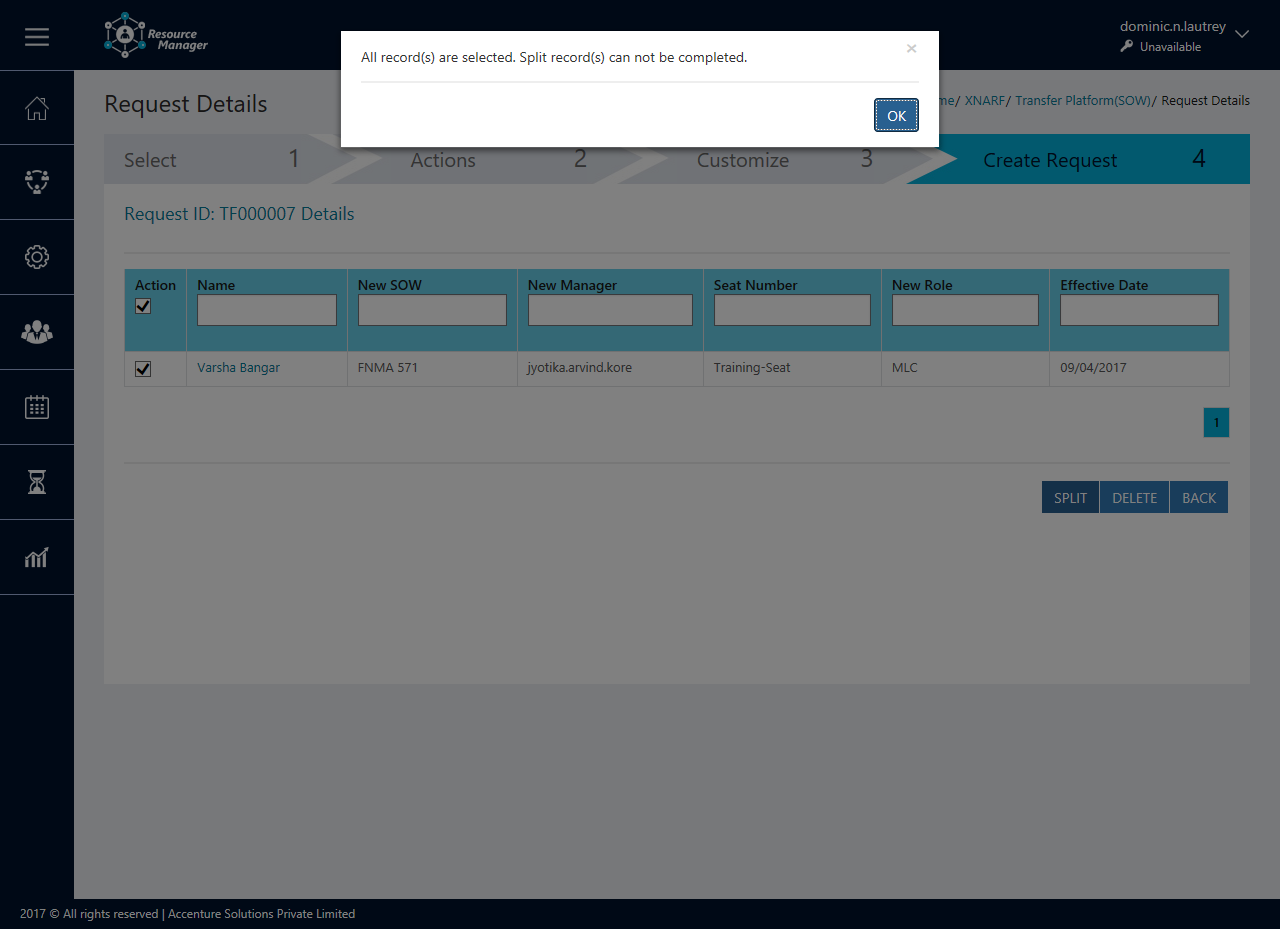 Resource
Manager
dominic.n.lautrey
Unavailable
All record(s) are selected. Split record(s) can not be completed.
×
OK
Request Details
me/ XNARF/ Transfer Platform(SOW)/ Request Details
Select 1 Actions 2 Customize 3 Create Request 4
Request ID: TF000007 Details
Action Name New SOW New Manager Seat Number New Role Effective Date
Varsha Bangar FNMA 571 jyotika.arvind.kore Training-Seat MLC 09/04/2017
1
SPLIT DELETE BACK
2017 © All rights reserved | Accenture Solutions Private Limited